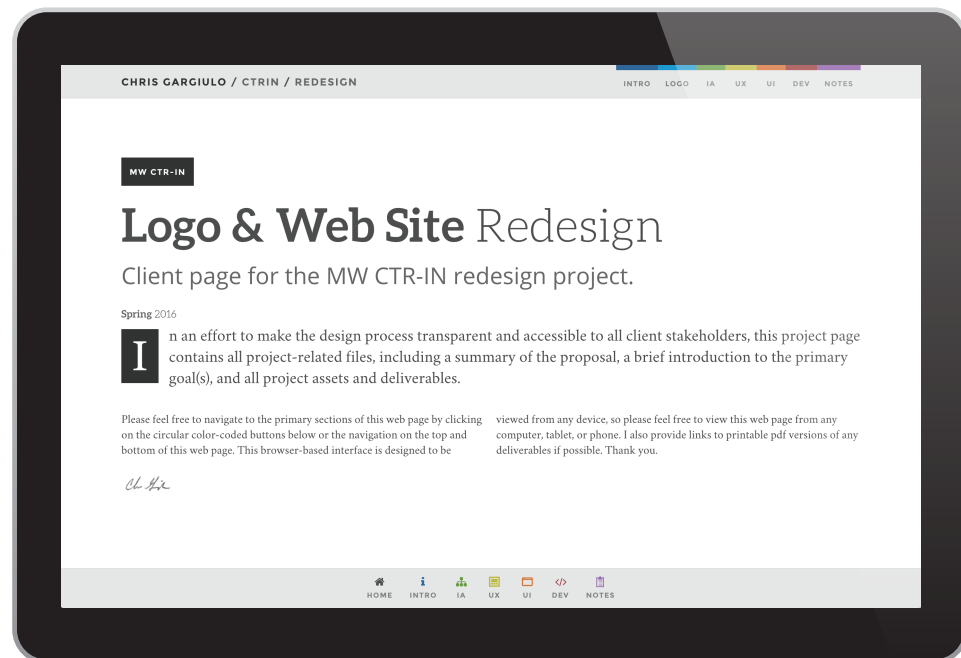 CHRIS GARGIULO / CTRIN / REDESIGN
INTRO LOGO IA UX UI DEV NOTES
MW CTR-IN
Logo & Web Site Redesign
Client page for the MW CTR-IN redesign project.
Spring 2016
In an effort to make the design process transparent and accessible to all client stakeholders, this project page
contains all project-related files, including a summary of the proposal, a brief introduction to the primary
goal(s), and all project assets and deliverables.
Please feel free to navigate to the primary sections of this web page by clicking
on the circular color-coded buttons below or the navigation on the top and
bottom of this web page. This browser-based interface is designed to be
viewed from any device, so please feel free to view this web page from any
computer, tablet, or phone. I also provide links to printable pdf versions of any
deliverables if possible. Thank you.
HOME INTRO IA UX UI DEV NOTES